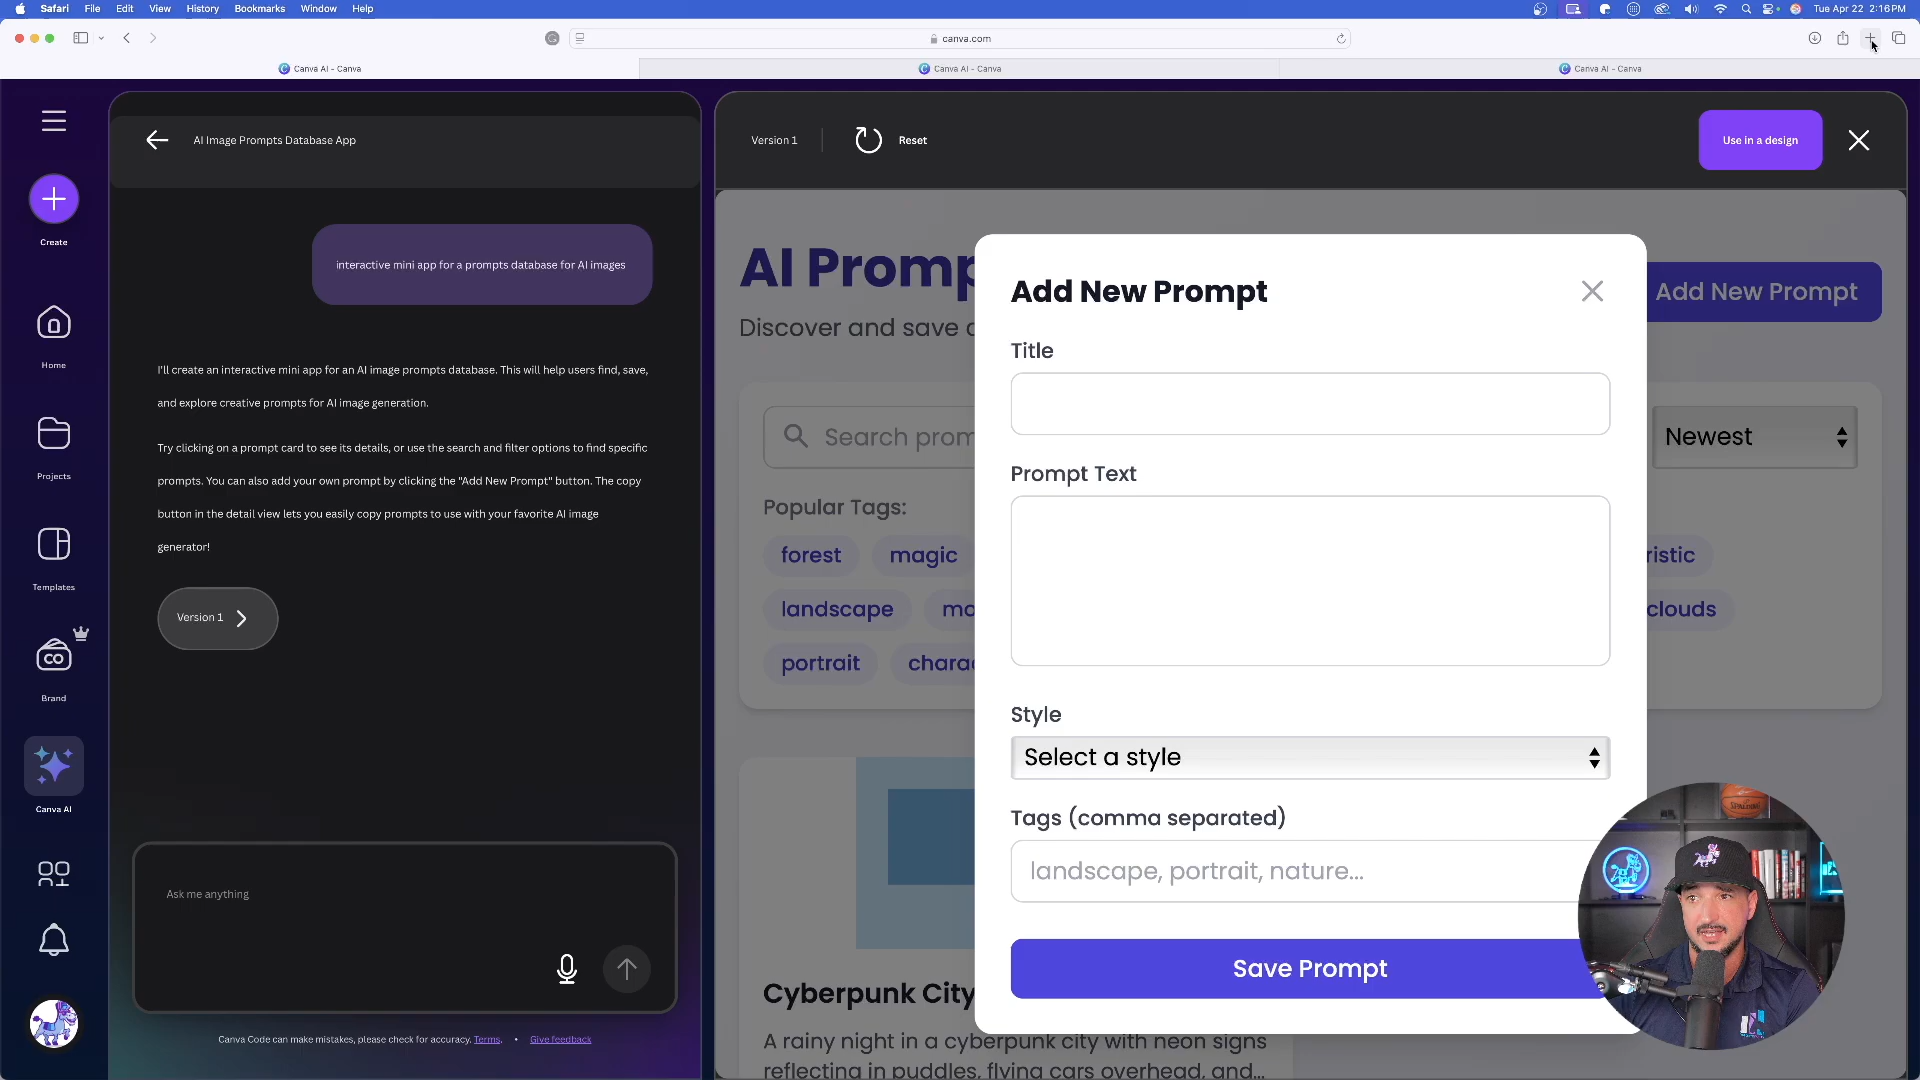 Safari File Edit View History Bookmarks Window Help Tue Apr 22 2:16 PM
canva.com
Canva AI - Canva
Canva AI - Canva
Canva AI - Canva
AI Image Prompts Database App
Version 1
Reset
Use in a design
Create
Home
Projects
Templates
CO
Brand
Canva AI
interactive mini app for a prompts database for AI images
I'll create an interactive mini app for an AI image prompts database. This will help users find, save,
and explore creative prompts for AI image generation.
Try clicking on a prompt card to see its details, or use the search and filter options to find specific
prompts. You can also add your own prompt by clicking the "Add New Prompt" button. The copy
button in the detail view lets you easily copy prompts to use with your favorite AI image
generator!
Version 1
Ask me anything
Canva Code can make mistakes, please check for accuracy. Terms. • Give feedback
AI Promp
Discover and save
Add New Prompt
Search prom
Newest
Popular Tags:
forest magic ristic
landscape mo clouds
portrait chara
Cyberpunk City
A rainy night in a cyberpunk city with neon signs
reflecting in puddles, flying cars overhead, and...
Add New Prompt
Title
Prompt Text
Style
Select a style
Tags (comma separated)
landscape, portrait, nature...
Save Prompt